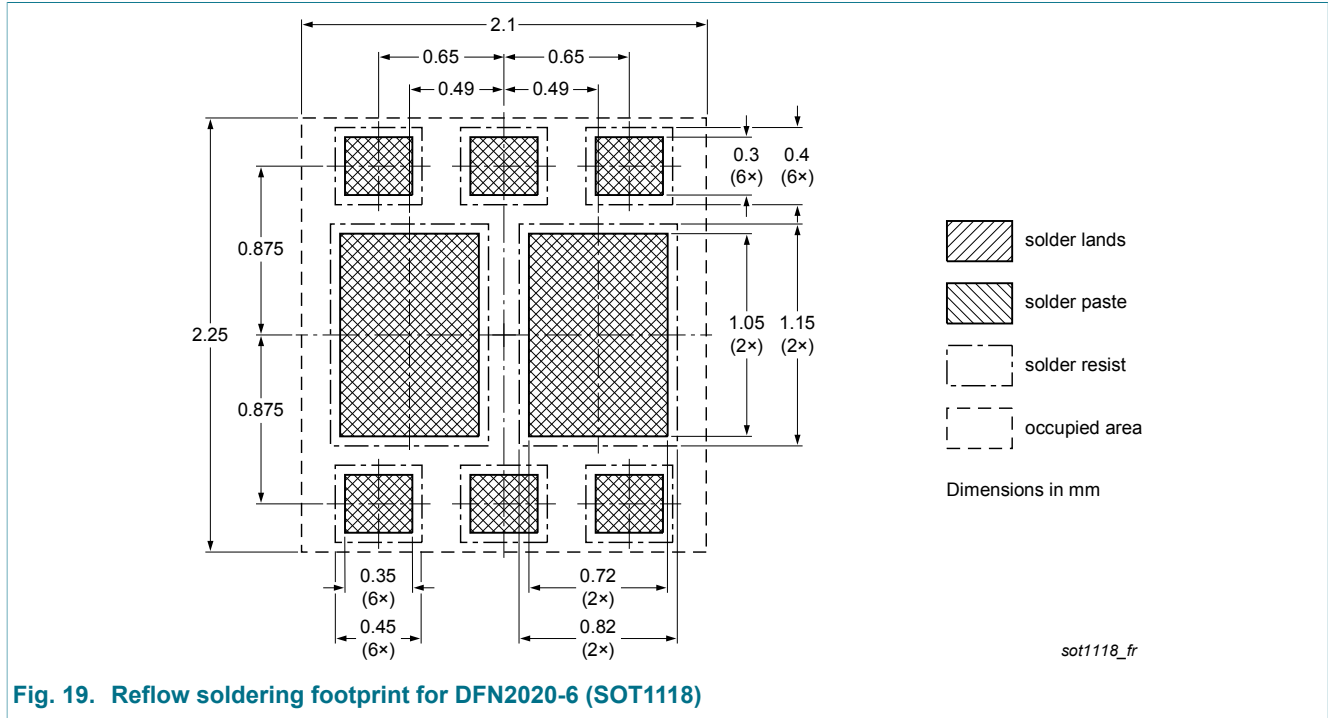 2.1
0.65 0.65
0.49 0.49
0.3 0.4
(6×) (6×)
0.875
solder lands
solder paste
2.25
1.05 1.15
(2×) (2×)
solder resist
0.875
occupied area
Dimensions in mm
0.35 0.72
(6×) (2×)
0.45 0.82
(6×) (2×)
sot1118_fr
Fig. 19. Reflow soldering footprint for DFN2020-6 (SOT1118)